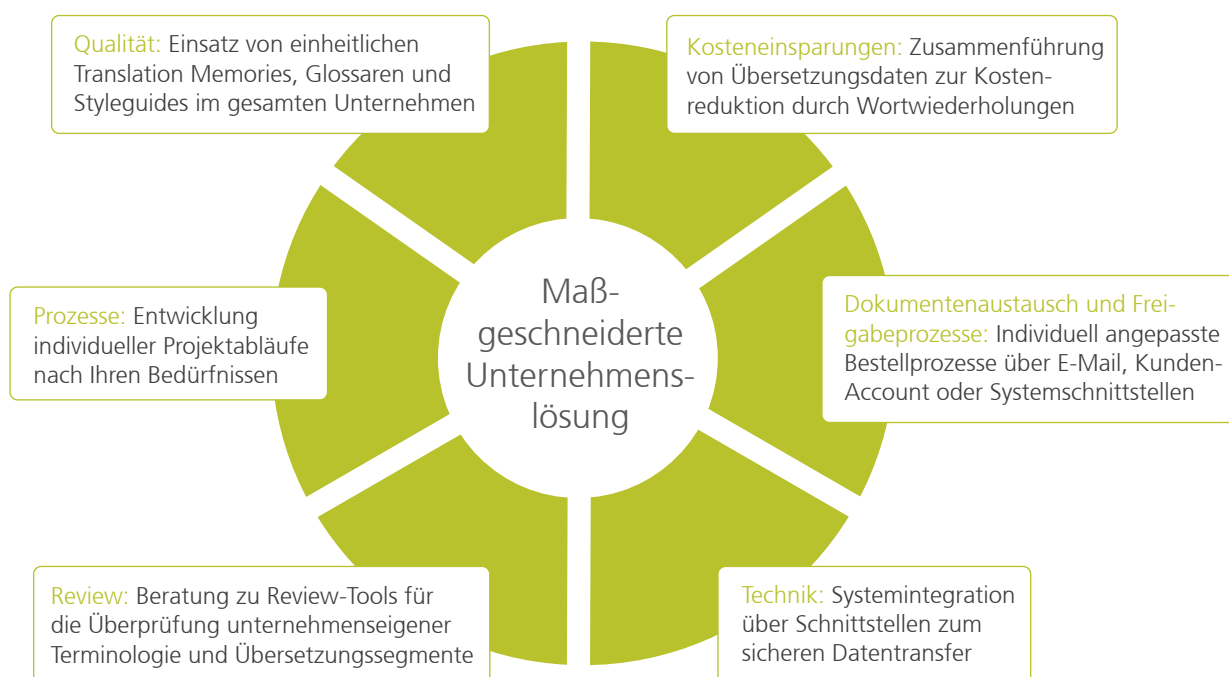 Qualität: Einsatz von einheitlichen
Translation Memories, Glossaren und
Styleguides im gesamten Unternehmen
Kosteneinsparungen: Zusammenführung
von Übersetzungsdaten zur Kosten-
reduktion durch Wortwiederholungen
Prozesse: Entwicklung
individueller Projektabläufe
nach Ihren Bedürfnissen
Maß-
geschneiderte
Unternehmens-
lösung
Dokumentenaustausch und Frei-
gabeprozesse: Individuell angepasste
Bestellprozesse über E-Mail, Kunden-
Account oder Systemschnittstellen
Review: Beratung zu Review-Tools für
die Überprüfung unternehmenseigener
Terminologie und Übersetzungssegmente
Technik: Systemintegration
über Schnittstellen zum
sicheren Datentransfer